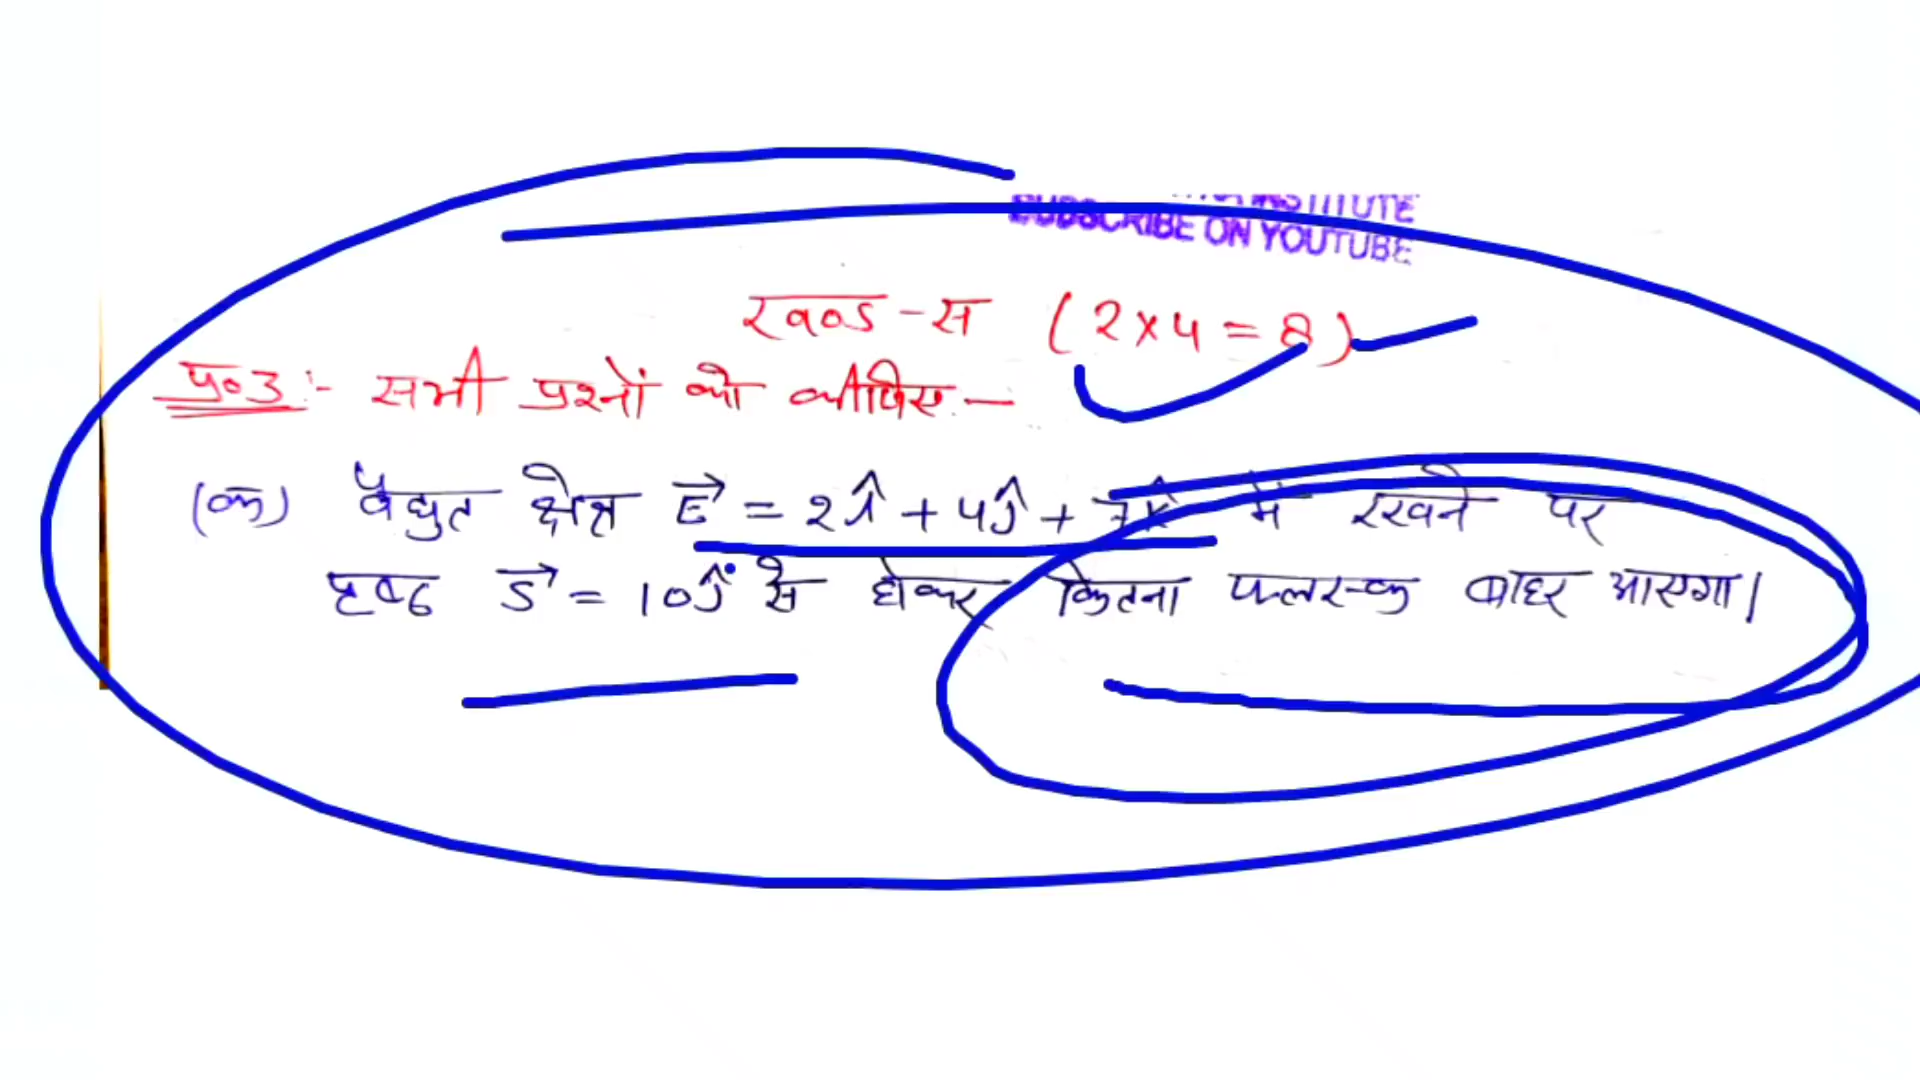 INSTITUTE
SUBSCRIBE ON YOUTUBE
खण्ड-स (2×4=8)
प्र०3:- सभी प्रश्नों को कीजिए.-
(क) वैद्युत क्षेत्र E⃗ = 2î + 4ĵ + 7k̂ में रखने पर
पृष्ठ S⃗ = 10ĵ से होकर कितना फ्लक्स बाहर आएगा।